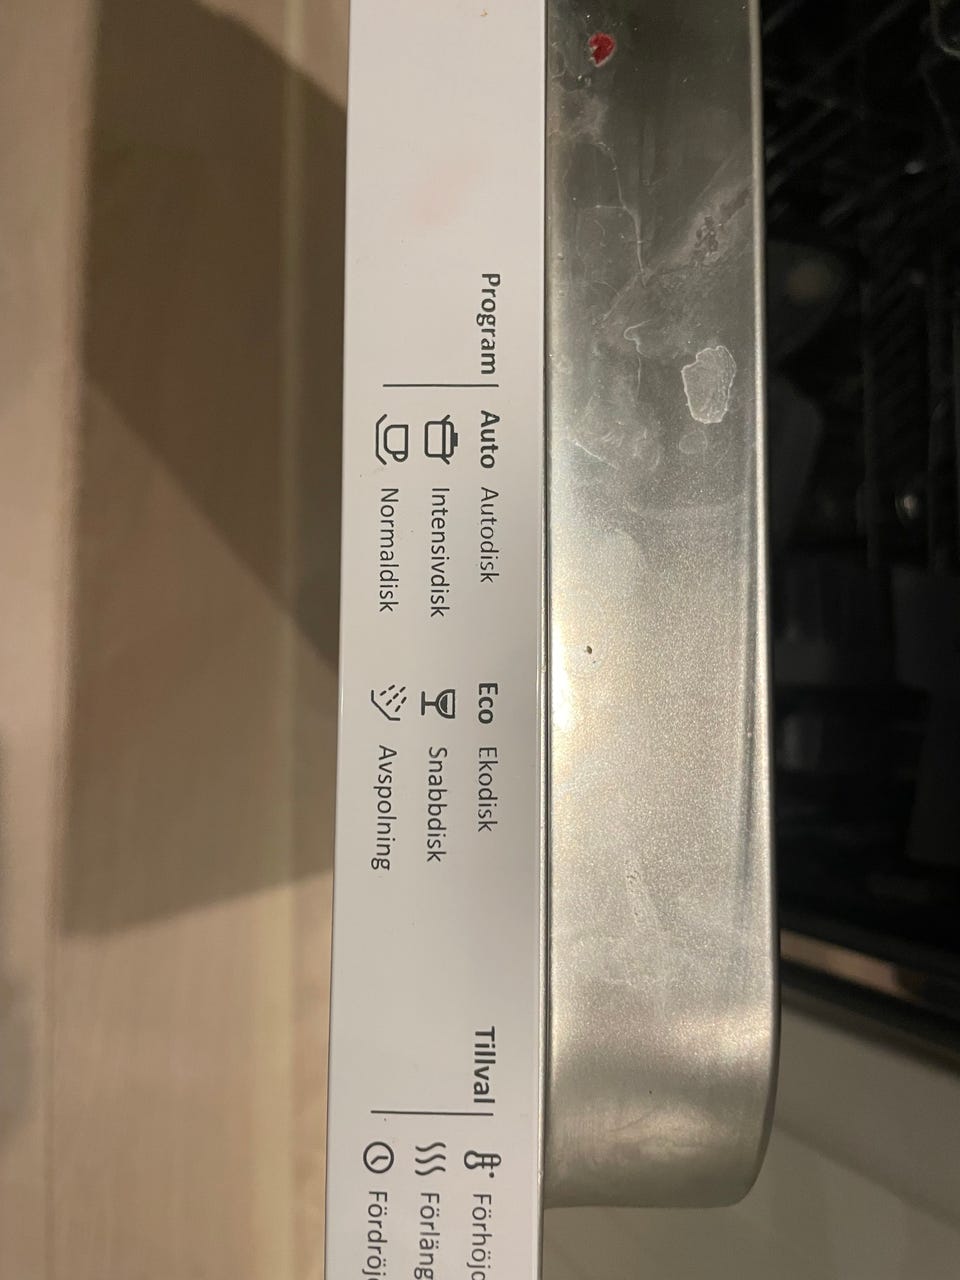 Program Auto Autodisk Eco Ekodisk Tillval
Intensivdisk Snabbdisk
Normaldisk Avspolning